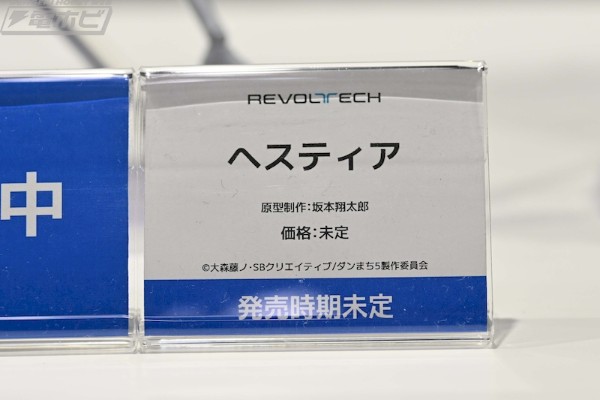 電ホビ
REVOLTECH
ヘスティア
原型制作：坂本翔太郎
価格：未定
©大森藤ノ・SBクリエイティブ/ダンまち5製作委員会
発売時期未定
中